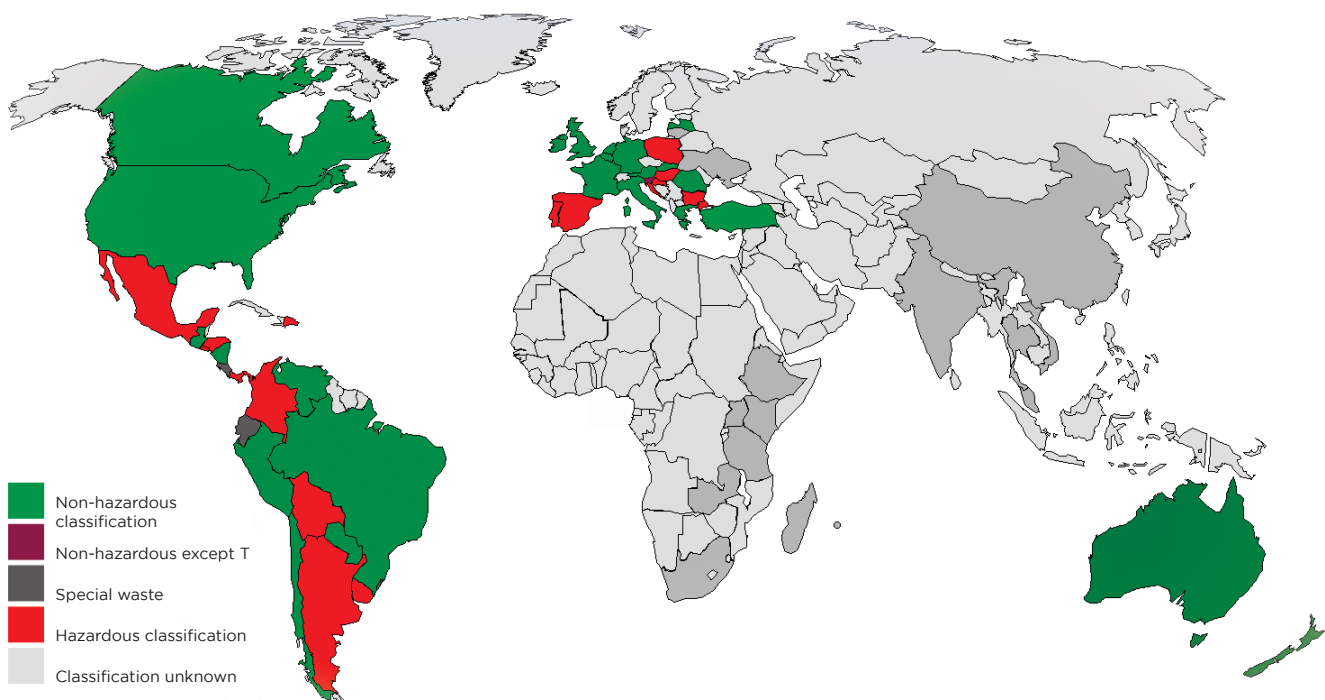 Non-hazardous
classification
Non-hazardous except T
Special waste
Hazardous classification
Classification unknown